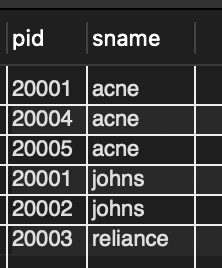 pid sname
20001 acne
20004 acne
20005 acne
20001 johns
20002 johns
20003 reliance